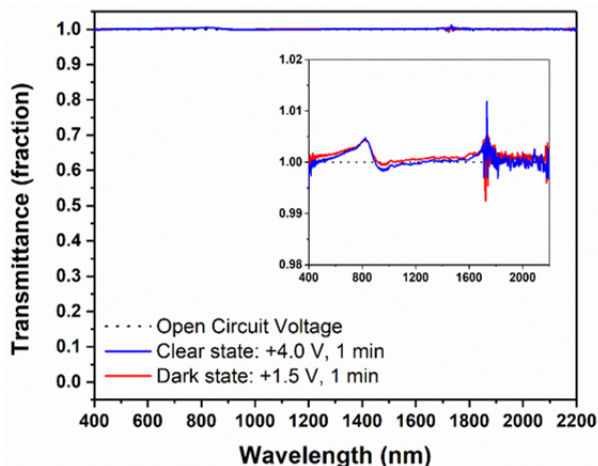 1.0
0.9
0.8
0.7
0.6
0.5
0.4
0.3
0.2
0.1
0.0
Transmittance (fraction)
1.02
1.01
1.00
0.99
0.98
400 800 1200 1600 2000
Open Circuit Voltage
Clear state: +4.0 V, 1 min
Dark state: +1.5 V, 1 min
400 600 800 1000 1200 1400 1600 1800 2000 2200
Wavelength (nm)